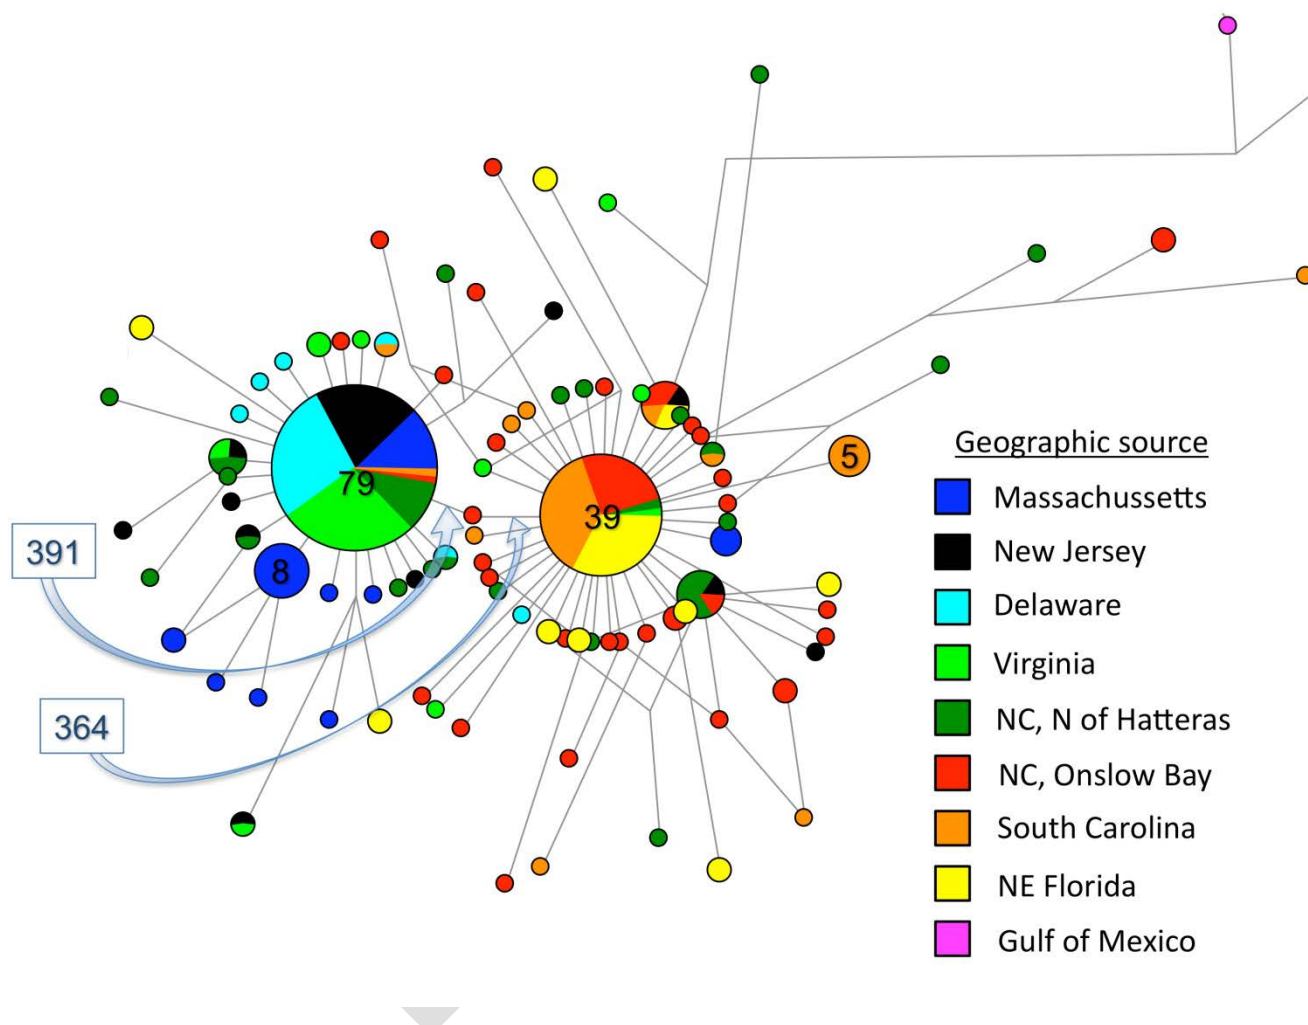 79
39
5
8
391
364
Geographic source
Massachussetts
New Jersey
Delaware
Virginia
NC, N of Hatteras
NC, Onslow Bay
South Carolina
NE Florida
Gulf of Mexico